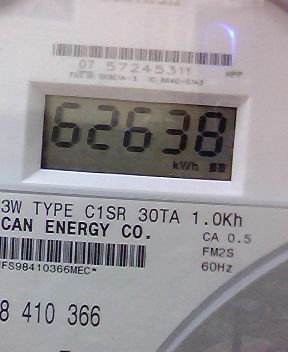 07 57245311 HPP
62638
kWh
3W TYPE C1SR 30TA 1.0Kh
CAN ENERGY CO.
CA 0.5
FM2S
60Hz
FS98410366MEC*
8 410 366